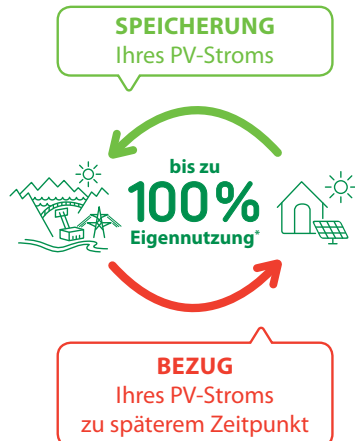 SPEICHERUNG
Ihres PV-Stroms
bis zu
100%
Eigennutzung*
BEZUG
Ihres PV-Stroms
zu späterem Zeitpunkt